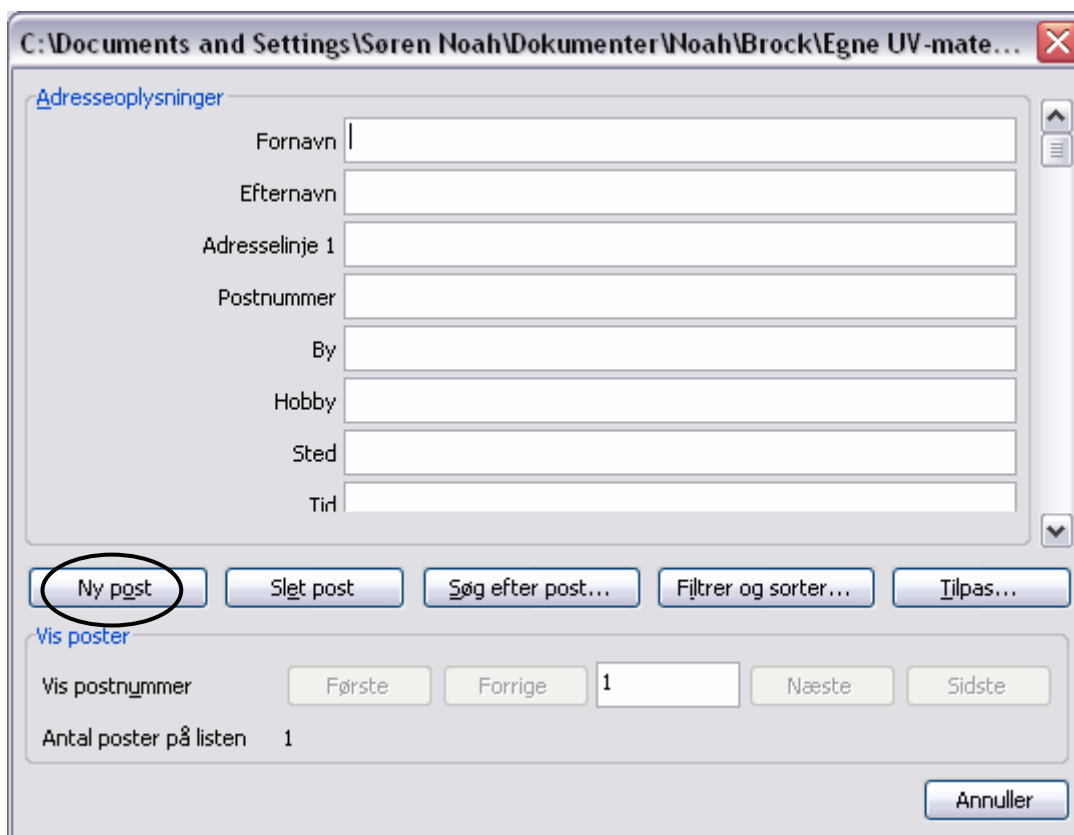 C:\Documents and Settings\Søren Noah\Dokumenter\Noah\Brock\Egne UV-mate...
Adresseoplysninger
Fornavn
Efternavn
Adresselinje 1
Postnummer
By
Hobby
Sted
Tid
Ny post Slet post Søg efter post... Filtrer og sorter... Tilpas...
Vis poster
Vis postnummer Første Forrige 1 Næste Sidste
Antal poster på listen 1
Annuller